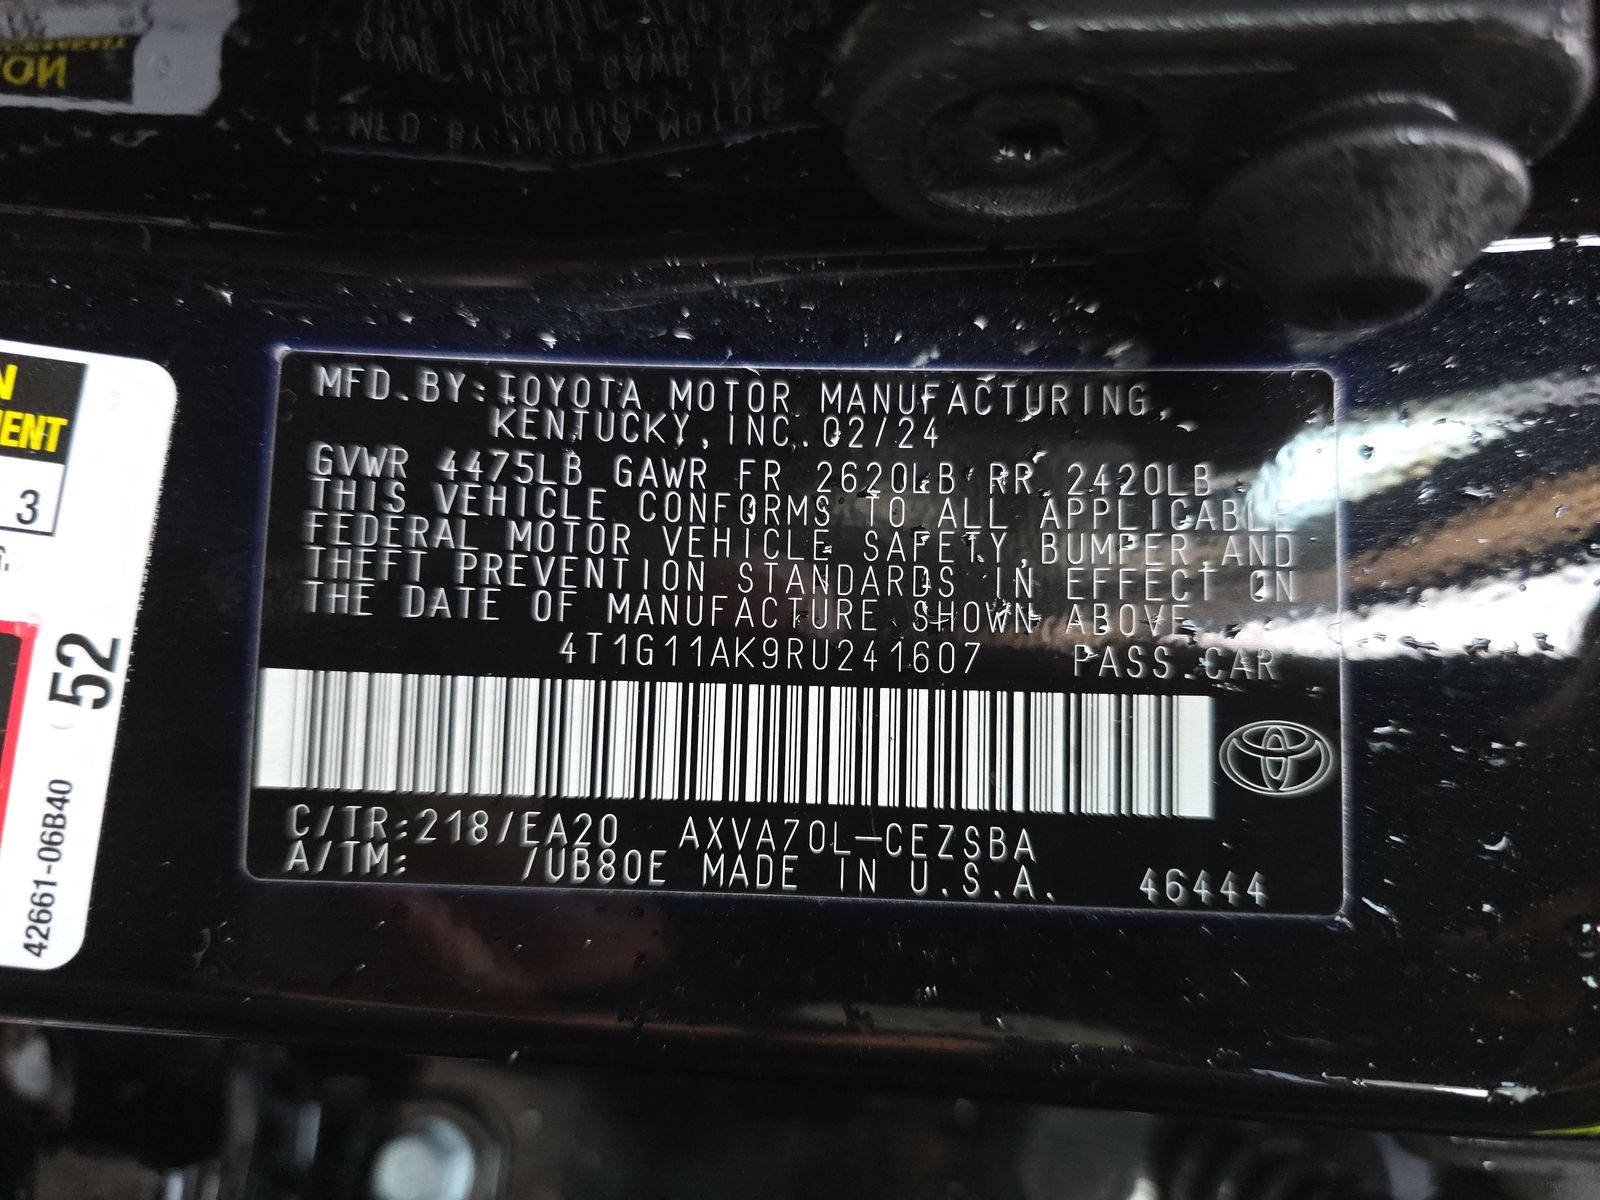 MFD.BY:TOYOTA MOTOR MANUFACTURING,
KENTUCKY,INC.02/24
GVWR 4475LB GAWR FR 2620LB RR 2420LB
THIS VEHICLE CONFORMS TO ALL APPLICABLE
FEDERAL MOTOR VEHICLE SAFETY,BUMPER,AND
THEFT PREVENTION STANDARDS IN EFFECT ON
THE DATE OF MANUFACTURE SHOWN ABOVE
4T1G11AK9RU241607 PASS.CAR
C/TR:218/EA20 AXVA70L-CEZSBA
A/TM: /UB80E MADE IN U.S.A. 46444
N
ENT
3
52
42661-06B40